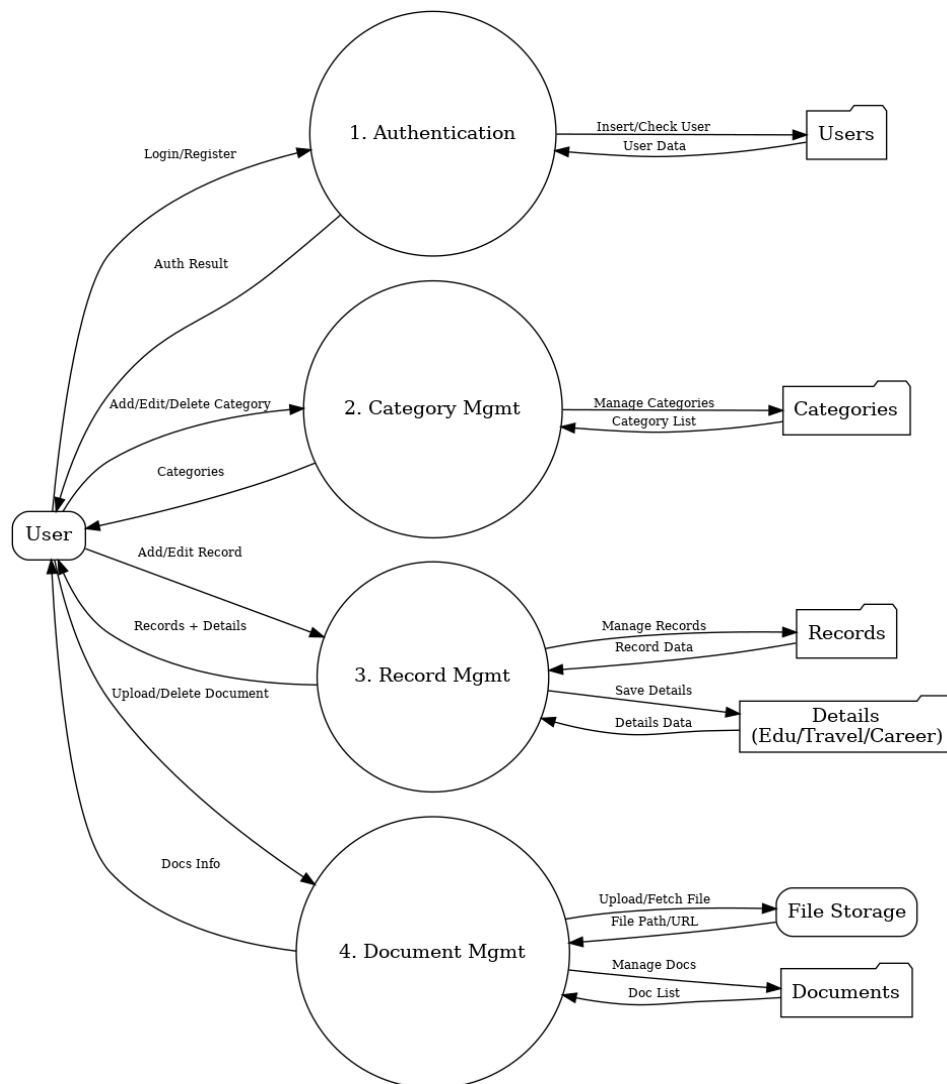 1. Authentication
Insert/Check User
User Data
Users
Login/Register
Auth Result
Add/Edit/Delete Category
2. Category Mgmt
Manage Categories
Category List
Categories
Categories
User
Add/Edit Record
Records + Details
3. Record Mgmt
Manage Records
Record Data
Records
Save Details
Details Data
Details
(Edu/Travel/Career)
Upload/Delete Document
Docs Info
4. Document Mgmt
Upload/Fetch File
File Path/URL
File Storage
Manage Docs
Doc List
Documents